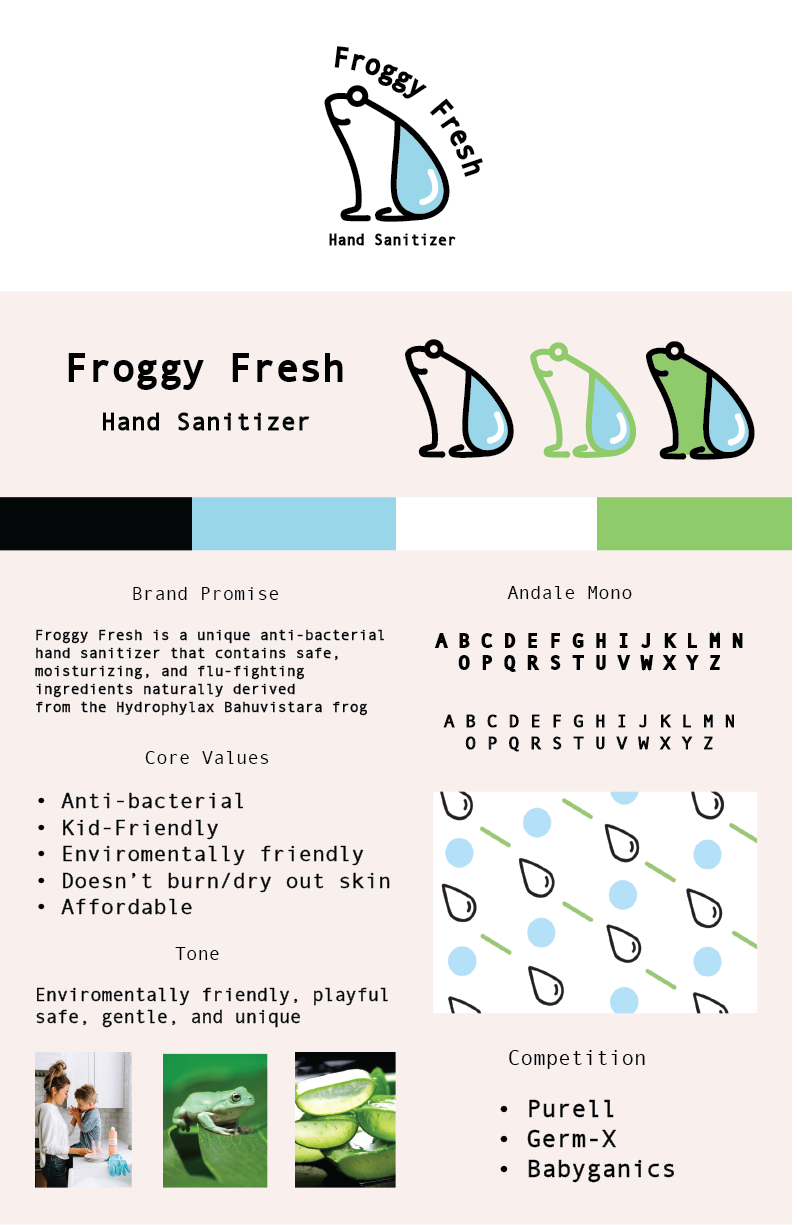 Froggy Fresh
Hand Sanitizer
Froggy Fresh
Hand Sanitizer
Brand Promise
Froggy Fresh is a unique anti-bacterial
hand sanitizer that contains safe,
moisturizing, and flu-fighting
ingredients naturally derived
from the Hydrophylax Bahuvistara frog
Core Values
• Anti-bacterial
• Kid-Friendly
• Enviromentally friendly
• Doesn’t burn/dry out skin
• Affordable
Tone
Enviromentally friendly, playful
safe, gentle, and unique
Andale Mono
A B C D E F G H I J K L M N
O P Q R S T U V W X Y Z
A B C D E F G H I J K L M N
O P Q R S T U V W X Y Z
Competition
• Purell
• Germ-X
• Babyganics